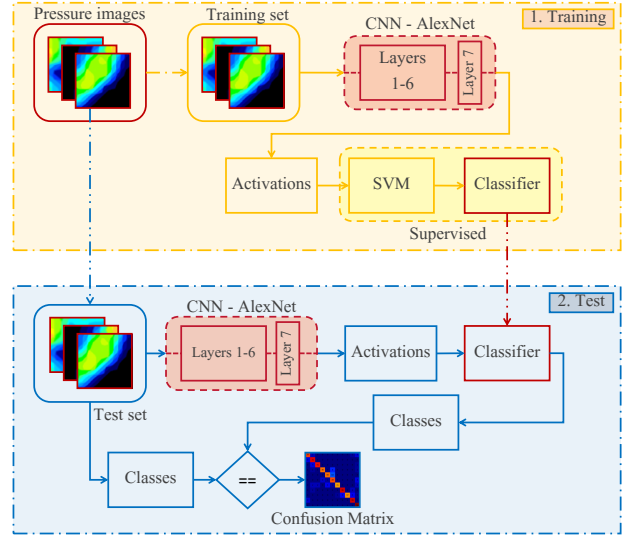 Pressure images
Training set
CNN - AlexNet
1. Training
Layers
1-6
Layer 7
Activations
SVM
Classifier
Supervised
2. Test
CNN - AlexNet
Layers 1-6
Layer 7
Activations
Classifier
Test set
Classes
Classes
==
Confusion Matrix